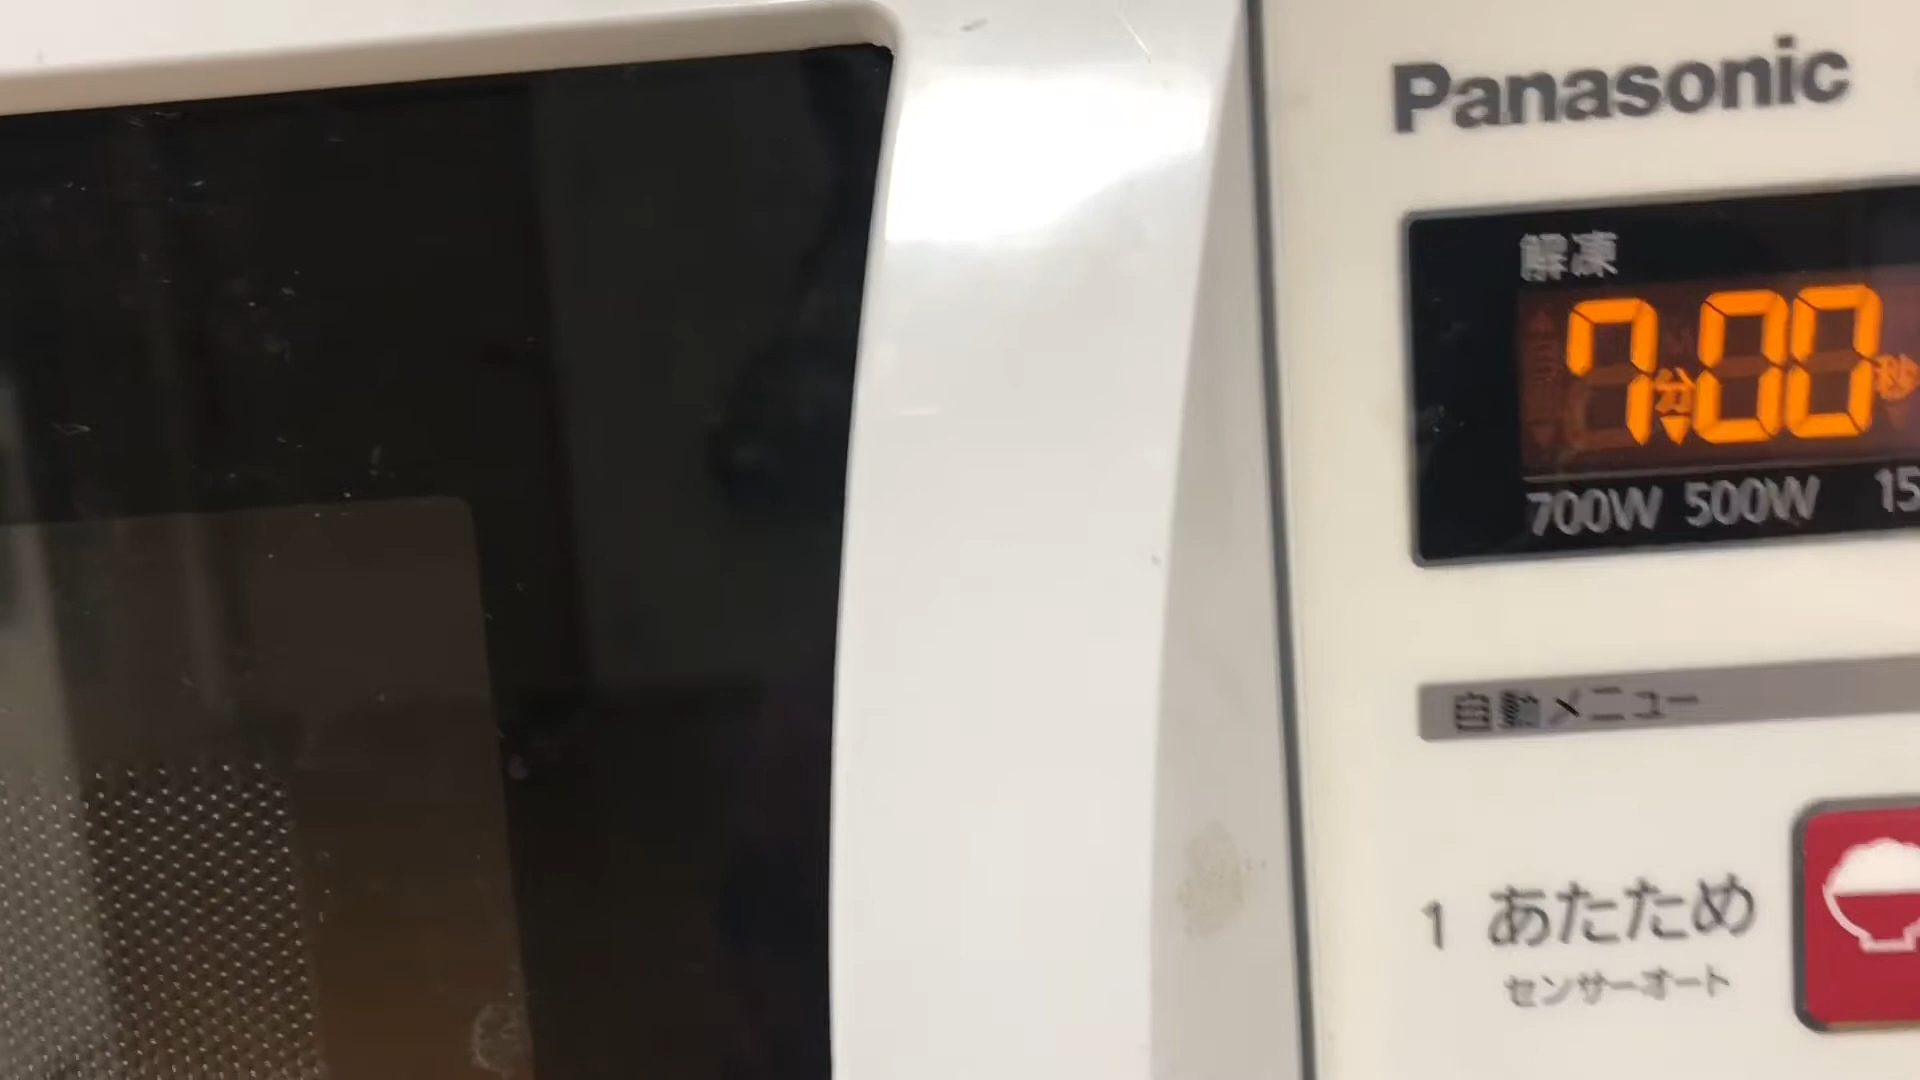 Panasonic
解凍
7分00秒
700W 500W 15
自動メニュー
1 あたため
センサーオート